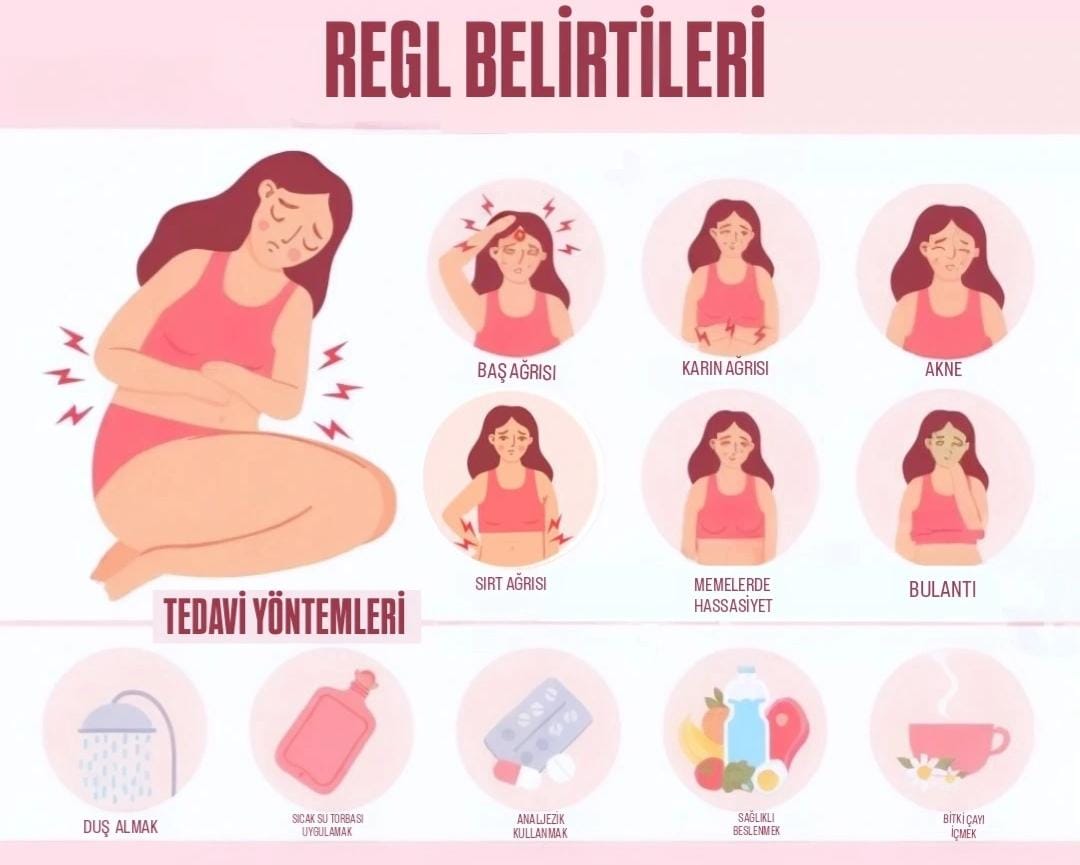 REGL BELİRTİLERİ
BAŞ AĞRISI
KARIN AĞRISI
AKNE
SIRT AĞRISI
MEMELERDE
HASSASİYET
BULANTI
TEDAVİ YÖNTEMLERİ
DUŞ ALMAK
SICAK SU TORBASI
UYGULAMAK
ANALJEZİK
KULLANMAK
SAĞLIKLI
BESLENMEK
BİTKİ ÇAYI
İÇMEK